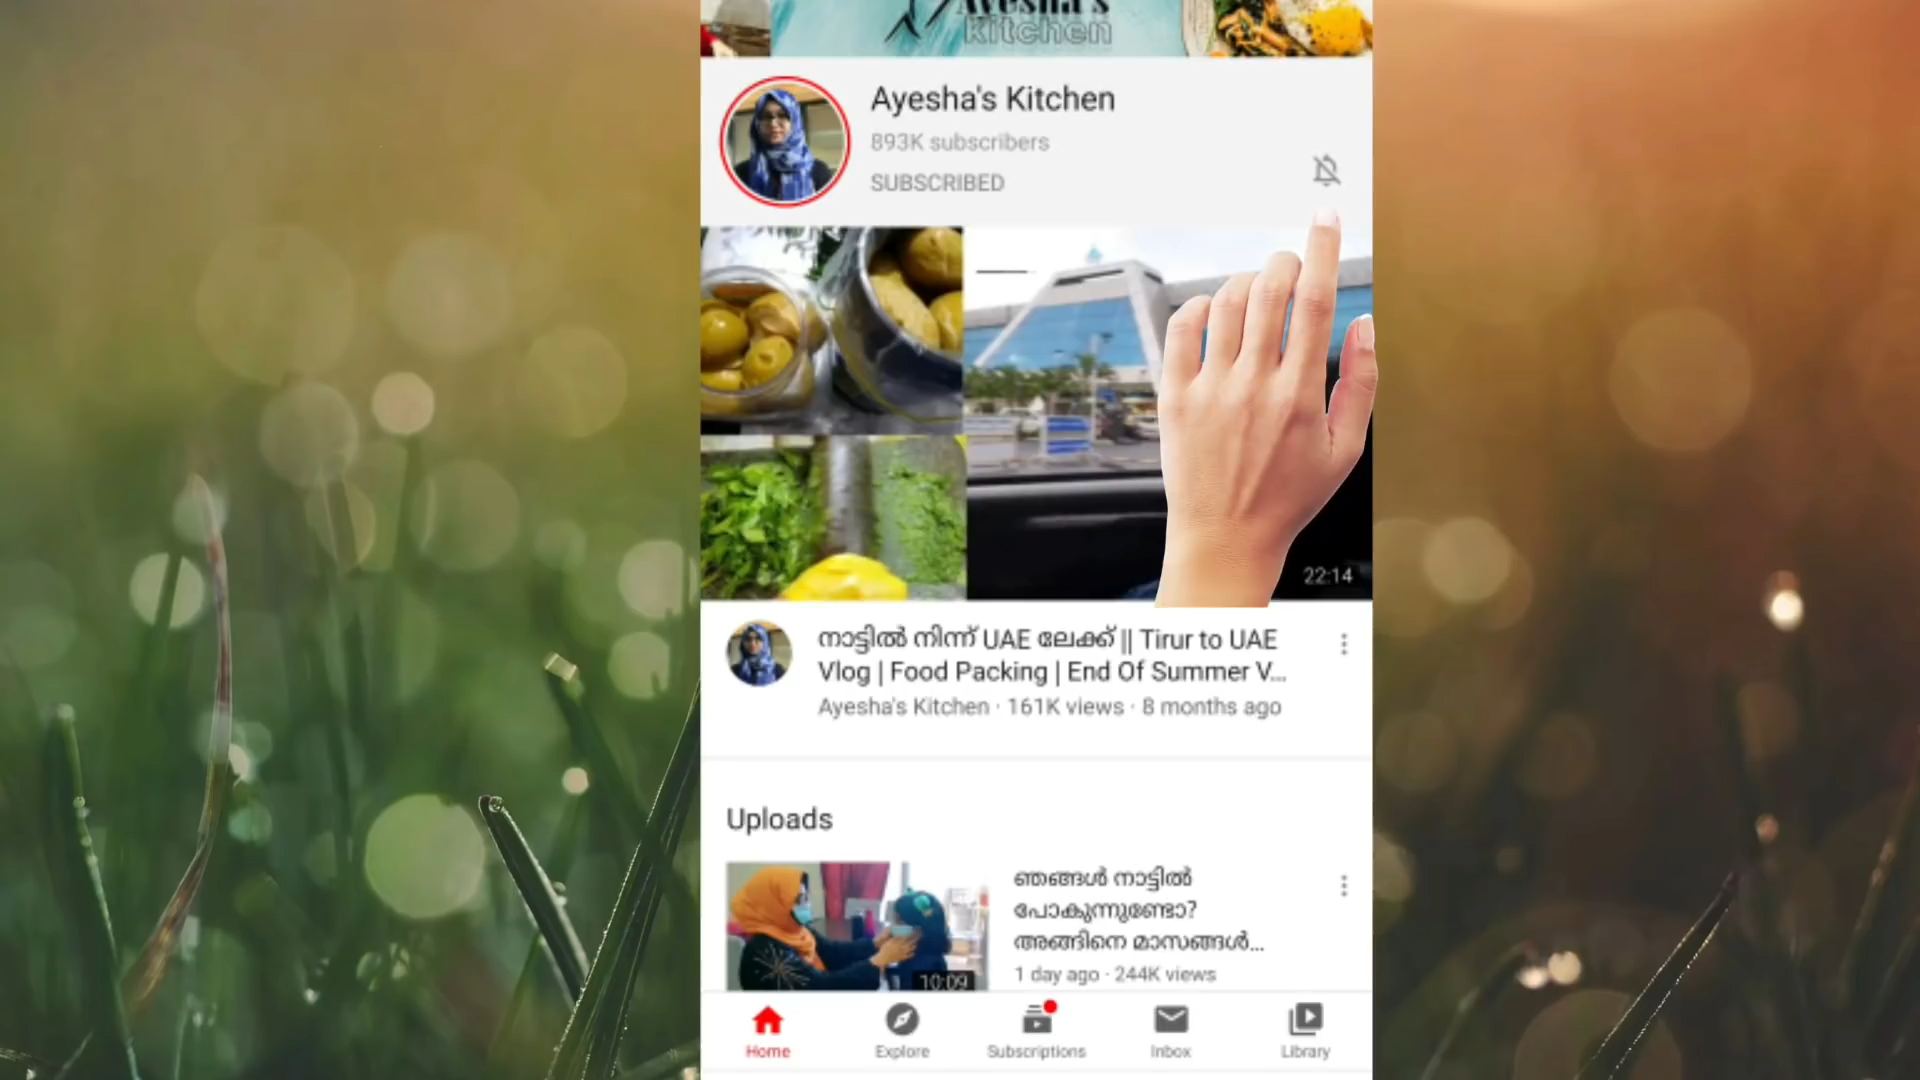 Ayesha's
kitchen
Ayesha's Kitchen
893K subscribers
SUBSCRIBED
22:14
നാട്ടിൽ നിന്ന് UAE ലേക്ക് || Tirur to UAE
Vlog | Food Packing | End Of Summer V...
Ayesha's Kitchen · 161K views · 8 months ago
Uploads
ഞങ്ങൾ നാട്ടിൽ
പോകുന്നുണ്ടോ?
അങ്ങിനെ മാസങ്ങൾ...
10:09
1 day ago · 244K views
Home
Explore
Subscriptions
Inbox
Library